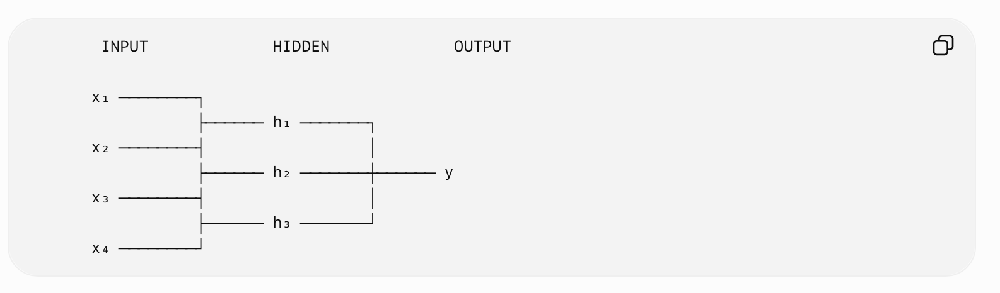 INPUT HIDDEN OUTPUT
x₁
h₁
x₂
h₂ y
x₃
h₃
x₄